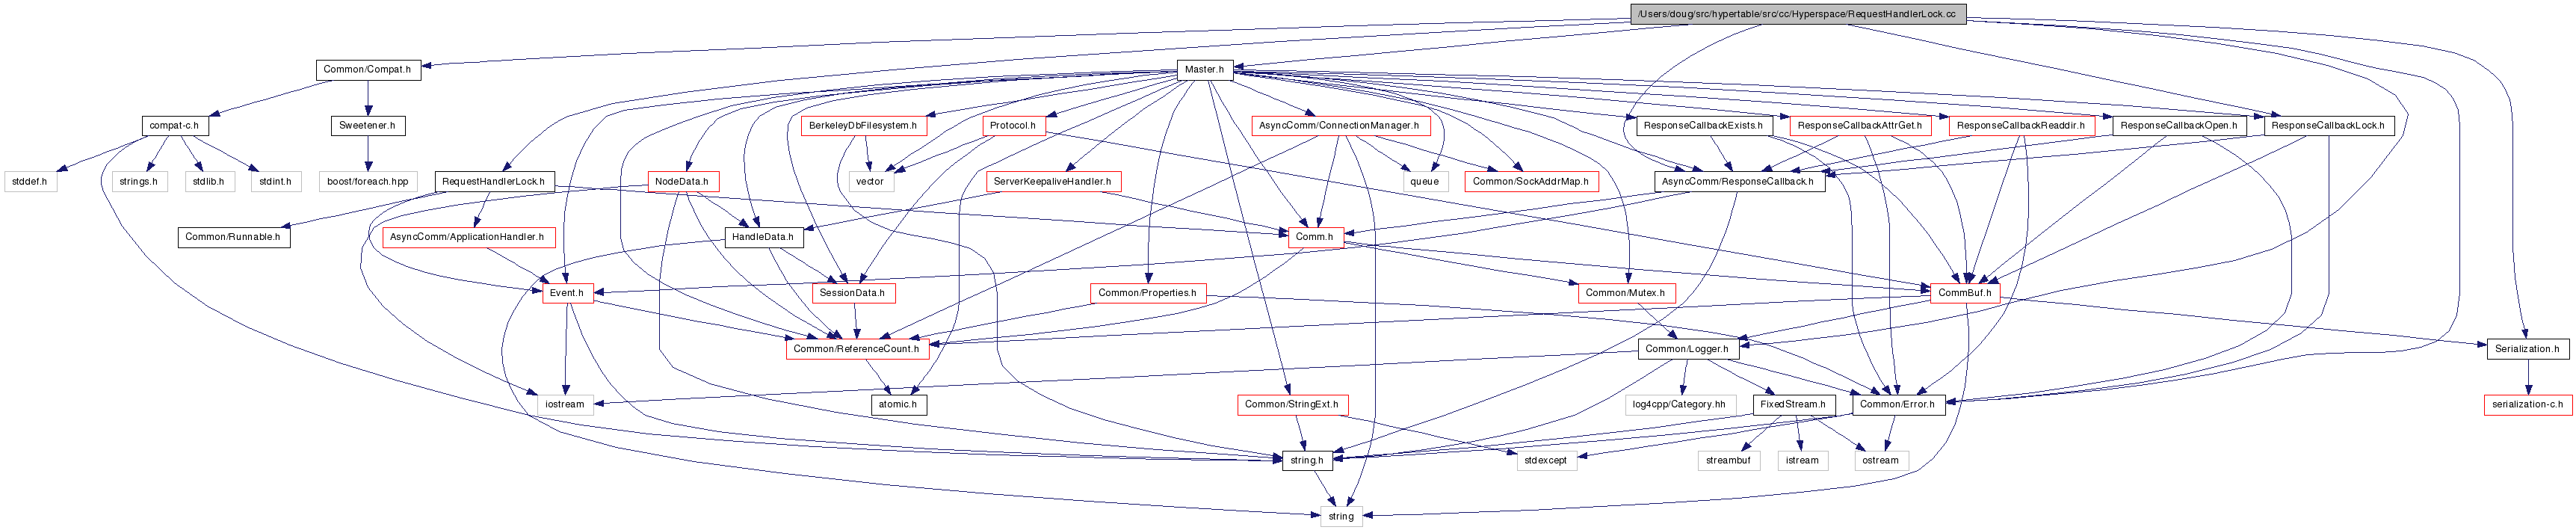 /Users/doug/src/hypertable/src/cc/Hyperspace/RequestHandlerLock.cc
Common/Compat.h
Master.h
compat-c.h
Sweetener.h
BerkeleyDbFilesystem.h
Protocol.h
AsyncComm/ConnectionManager.h
ResponseCallbackExists.h
ResponseCallbackAttrGet.h
ResponseCallbackReaddir.h
ResponseCallbackOpen.h
ResponseCallbackLock.h
stddef.h
strings.h
stdlib.h
stdint.h
boost/foreach.hpp
RequestHandlerLock.h
NodeData.h
vector
ServerKeepaliveHandler.h
queue
Common/SockAddrMap.h
AsyncComm/ResponseCallback.h
Common/Runnable.h
AsyncComm/ApplicationHandler.h
HandleData.h
Comm.h
Event.h
SessionData.h
Common/Properties.h
Common/Mutex.h
CommBuf.h
Common/ReferenceCount.h
Common/Logger.h
Serialization.h
iostream
atomic.h
Common/StringExt.h
log4cpp/Category.hh
FixedStream.h
Common/Error.h
serialization-c.h
string.h
stdexcept
streambuf
istream
ostream
string